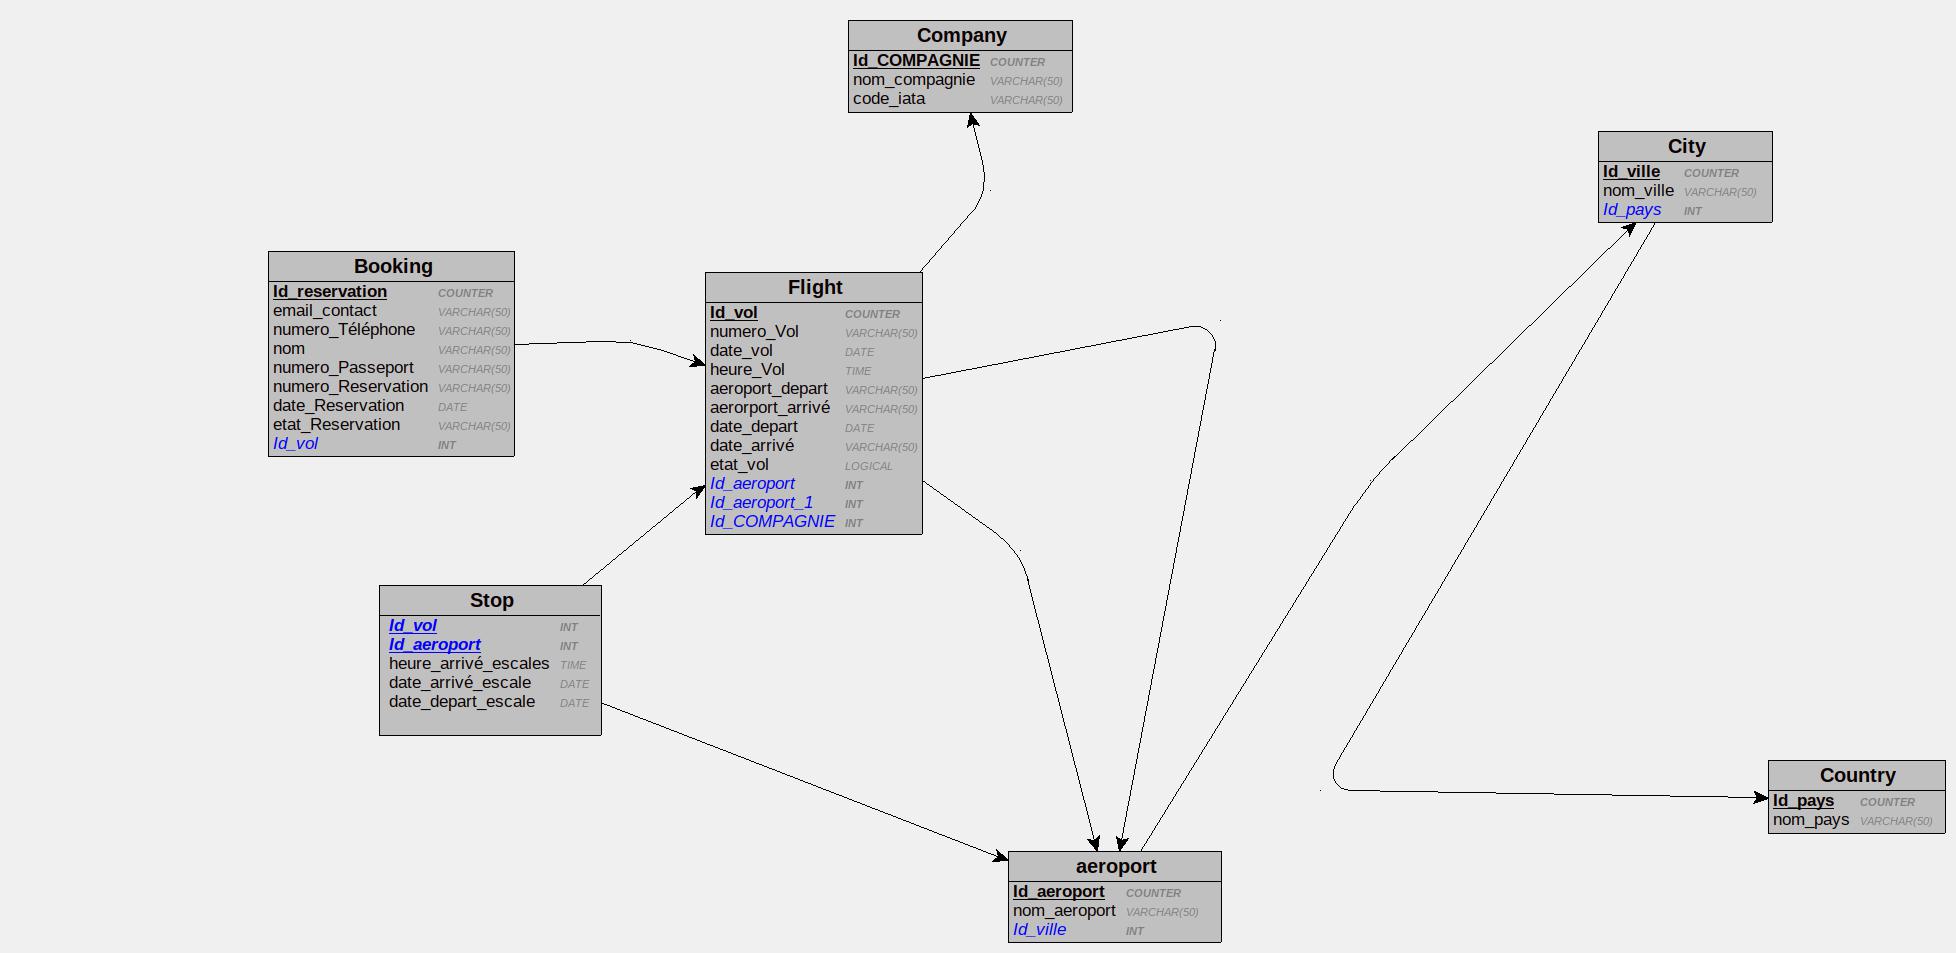 Company
Id_COMPAGNIE COUNTER
nom_compagnie VARCHAR(50)
code_iata VARCHAR(50)
City
Id_ville COUNTER
nom_ville VARCHAR(50)
Id_pays INT
Booking
Id_reservation COUNTER
email_contact VARCHAR(50)
numero_Téléphone VARCHAR(50)
nom VARCHAR(50)
numero_Passeport VARCHAR(50)
numero_Reservation VARCHAR(50)
date_Reservation DATE
etat_Reservation VARCHAR(50)
Id_vol INT
Flight
Id_vol COUNTER
numero_Vol VARCHAR(50)
date_vol DATE
heure_Vol TIME
aeroport_depart VARCHAR(50)
aerorport_arrivé VARCHAR(50)
date_depart DATE
date_arrivé VARCHAR(50)
etat_vol LOGICAL
Id_aeroport INT
Id_aeroport_1 INT
Id_COMPAGNIE INT
Stop
Id_vol INT
Id_aeroport INT
heure_arrivé_escales TIME
date_arrivé_escale DATE
date_depart_escale DATE
Country
Id_pays COUNTER
nom_pays VARCHAR(50)
aeroport
Id_aeroport COUNTER
nom_aeroport VARCHAR(50)
Id_ville INT